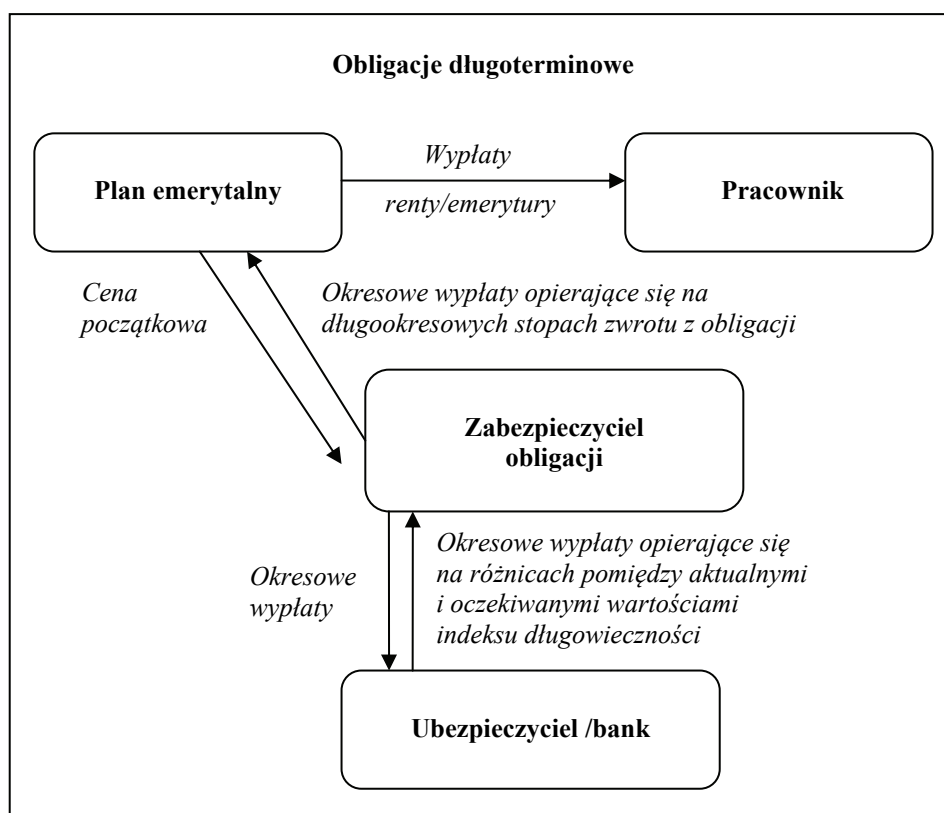 Obligacje długoterminowe
Plan emerytalny
Wypłaty
renty/emerytury
Pracownik
Cena
początkowa
Okresowe wypłaty opierające się na
długookresowych stopach zwrotu z obligacji
Zabezpieczyciel
obligacji
Okresowe
wypłaty
Okresowe wypłaty opierające się
na różnicach pomiędzy aktualnymi
i oczekiwanymi wartościami
indeksu długowieczności
Ubezpieczyciel /bank